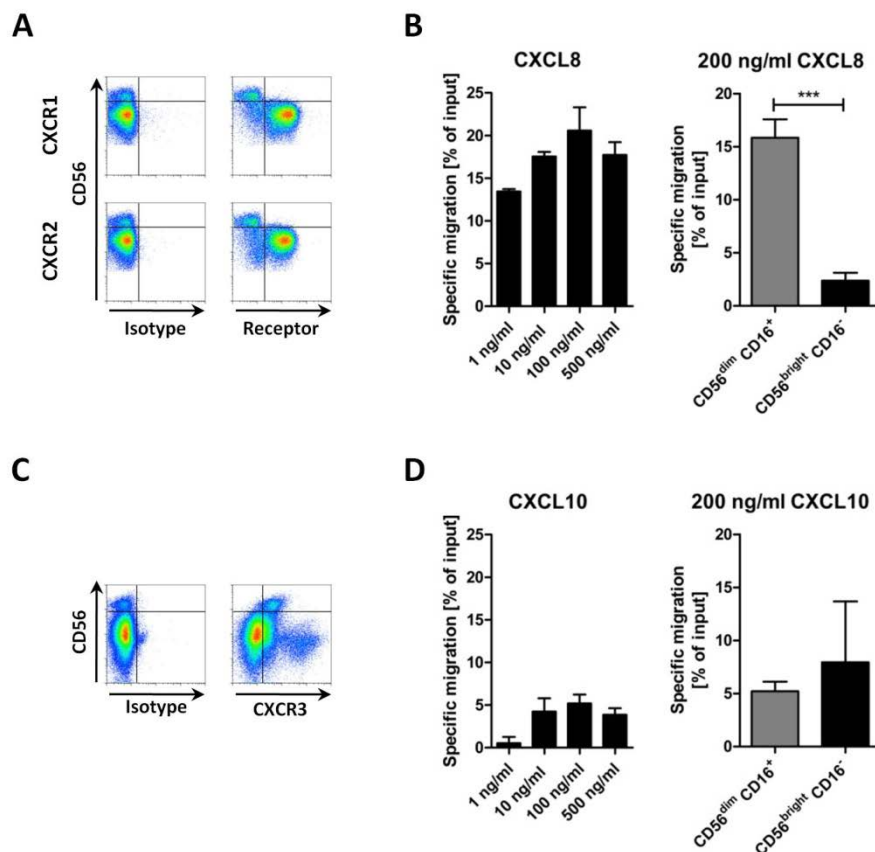 A
CXCR1
CXCR2
CD56
Isotype
Receptor
B
CXCL8
Specific migration [% of input]
25
20
15
10
5
0
1 ng/ml
10 ng/ml
100 ng/ml
500 ng/ml
200 ng/ml CXCL8
Specific migration
[% of input]
20
15
10
5
0
***
CD56dim CD16+
CD56bright CD16-
C
CD56
Isotype
CXCR3
D
CXCL10
Specific migration [% of input]
25
20
15
10
5
0
1 ng/ml
10 ng/ml
100 ng/ml
500 ng/ml
200 ng/ml CXCL10
Specific migration
[% of input]
20
15
10
5
0
CD56dim CD16+
CD56bright CD16-